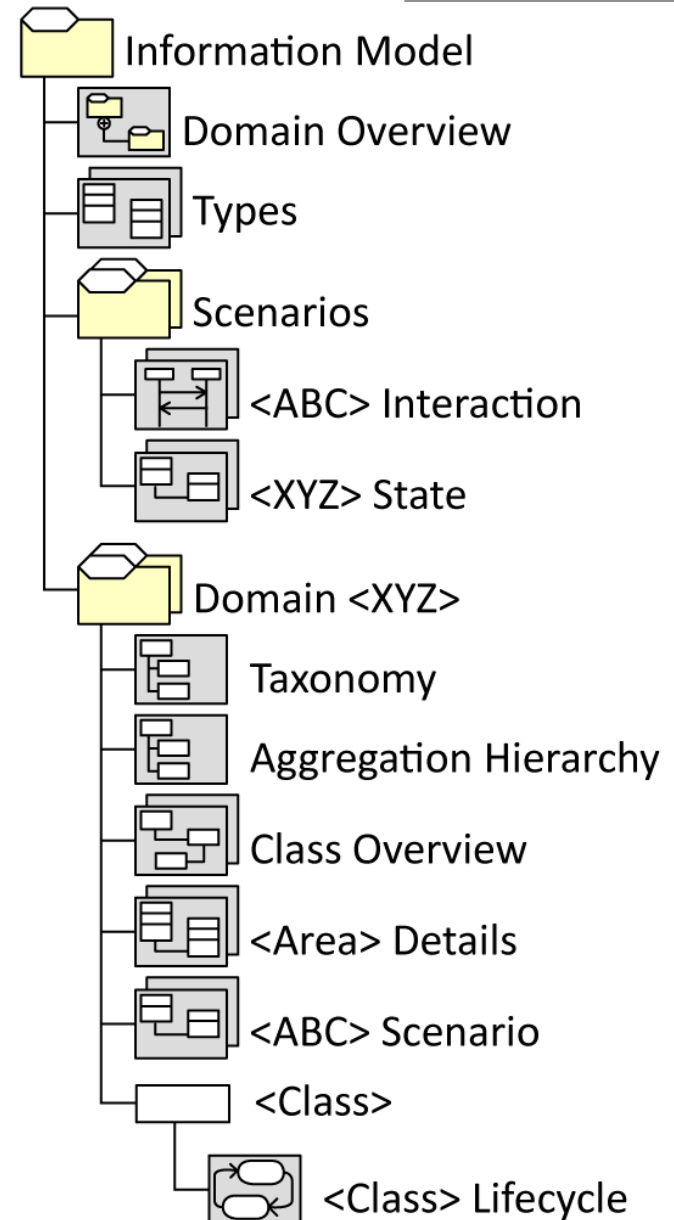 Information Model
Domain Overview
Types
Scenarios
<ABC> Interaction
<XYZ> State
Domain <XYZ>
Taxonomy
Aggregation Hierarchy
Class Overview
<Area> Details
<ABC> Scenario
<Class>
<Class> Lifecycle